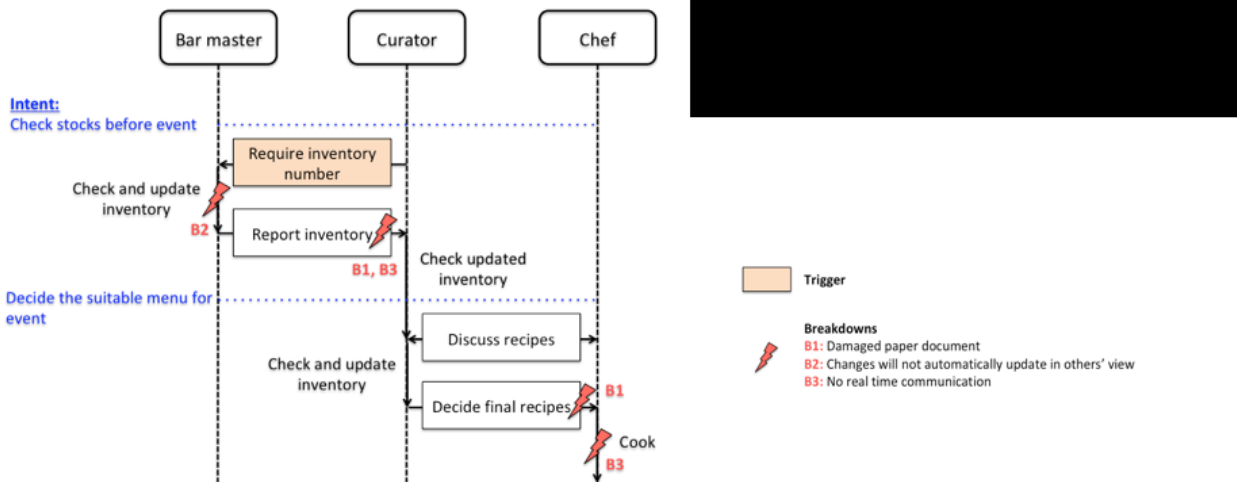 Bar master
Curator
Chef
Intent:
Check stocks before event
Require inventory
number
Check and update
inventory
B2
Report inventory
B1, B3
Check updated
inventory
Decide the suitable menu for
event
Discuss recipes
Check and update
inventory
Decide final recipes
B1
Cook
B3
Trigger
Breakdowns
B1: Damaged paper document
B2: Changes will not automatically update in others' view
B3: No real time communication